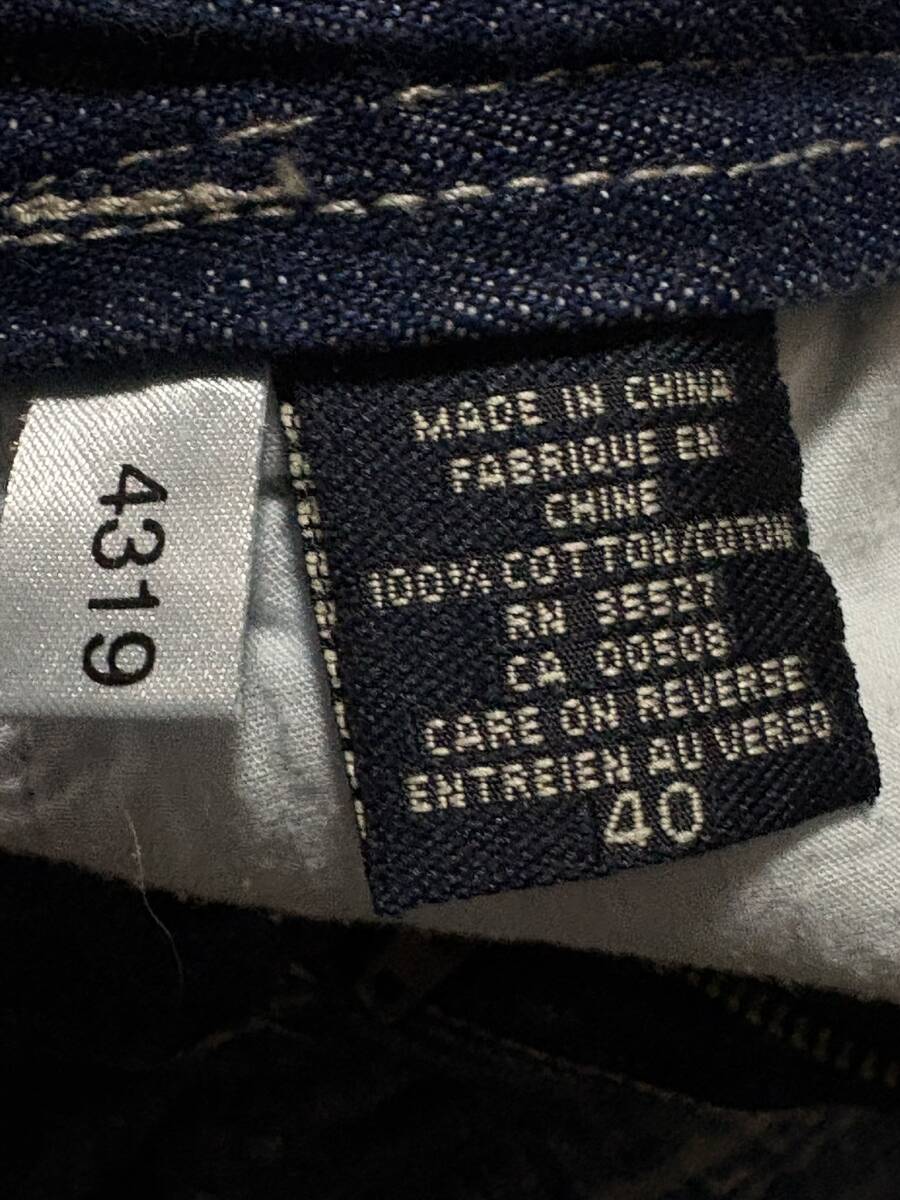 4319
MADE IN CHINA
FABRIQUE EN
CHINE
100% COTTON/COTON
RN
CA 00508
CARE ON REVERSE
ENTREIEN AU VERSO
40